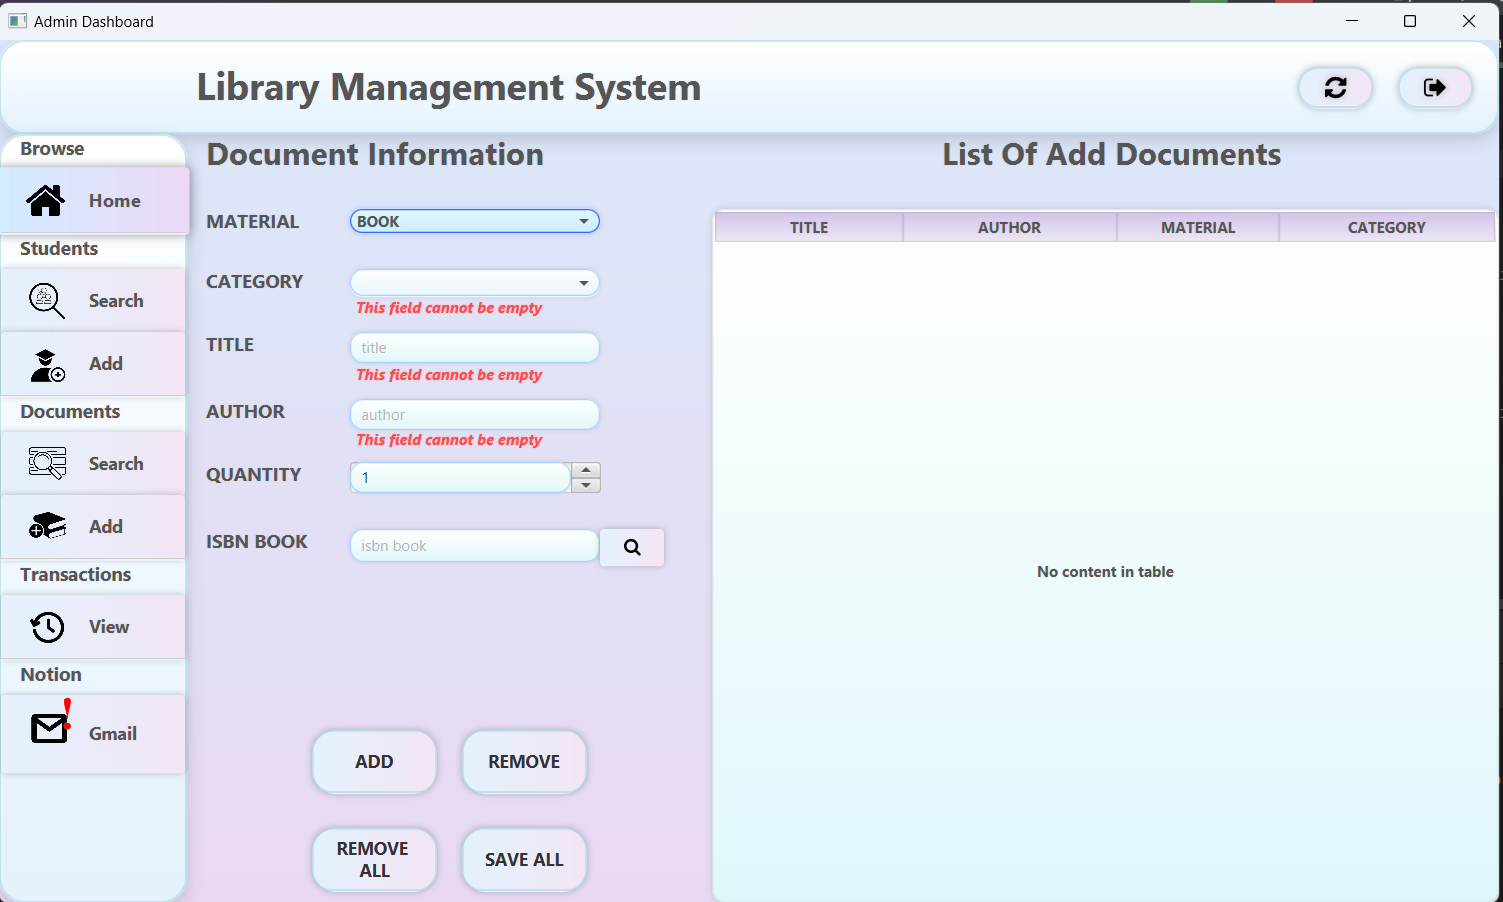 Admin Dashboard
Library Management System
Browse
Home
Students
Search
Add
Documents
Search
Add
Transactions
View
Notion
Gmail
Document Information
MATERIAL
BOOK
CATEGORY
This field cannot be empty
TITLE
title
This field cannot be empty
AUTHOR
author
This field cannot be empty
QUANTITY
1
ISBN BOOK
isbn book
ADD
REMOVE
REMOVE
ALL
SAVE ALL
List Of Add Documents
TITLE AUTHOR MATERIAL CATEGORY
No content in table